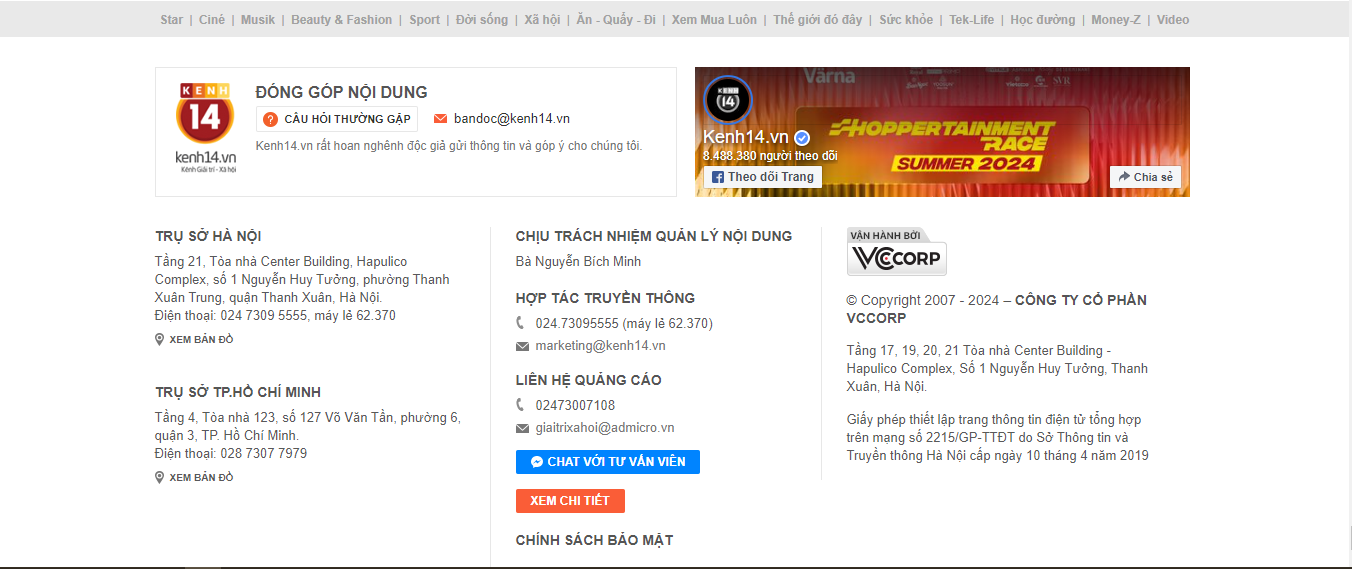 Star | Ciné | Musik | Beauty & Fashion | Sport | Đời sống | Xã hội | Ăn - Quẩy - Đi | Xem Mua Luôn | Thế giới đó đây | Sức khỏe | Tek-Life | Học đường | Money-Z | Video
KENH
14
kenh14.vn
Kênh Giải trí - Xã hội
ĐÓNG GÓP NỘI DUNG
? CÂU HỎI THƯỜNG GẶP
bandoc@kenh14.vn
Kenh14.vn rất hoan nghênh độc giả gửi thông tin và góp ý cho chúng tôi.
Värna
SVR
KENH
14
Kenh14.vn
8.488.380 người theo dõi
Theo dõi Trang
SHOPPERTAINMENT
RACE
SUMMER 2024
Chia sẻ
TRỤ SỞ HÀ NỘI
Tầng 21, Tòa nhà Center Building, Hapulico
Complex, số 1 Nguyễn Huy Tưởng, phường Thanh
Xuân Trung, quận Thanh Xuân, Hà Nội.
Điện thoại: 024 7309 5555, máy lẻ 62.370
XEM BẢN ĐỒ
TRỤ SỞ TP.HỒ CHÍ MINH
Tầng 4, Tòa nhà 123, số 127 Võ Văn Tần, phường 6,
quận 3, TP. Hồ Chí Minh.
Điện thoại: 028 7307 7979
XEM BẢN ĐỒ
CHỊU TRÁCH NHIỆM QUẢN LÝ NỘI DUNG
Bà Nguyễn Bích Minh
HỢP TÁC TRUYỀN THÔNG
024.73095555 (máy lẻ 62.370)
marketing@kenh14.vn
LIÊN HỆ QUẢNG CÁO
02473007108
giaitrixahoi@admicro.vn
CHAT VỚI TƯ VẤN VIÊN
XEM CHI TIẾT
CHÍNH SÁCH BẢO MẬT
VẬN HÀNH BỞI
VCCORP
© Copyright 2007 - 2024 – CÔNG TY CỔ PHẦN
VCCORP
Tầng 17, 19, 20, 21 Tòa nhà Center Building -
Hapulico Complex, Số 1 Nguyễn Huy Tưởng, Thanh
Xuân, Hà Nội.
Giấy phép thiết lập trang thông tin điện tử tổng hợp
trên mạng số 2215/GP-TTĐT do Sở Thông tin và
Truyền thông Hà Nội cấp ngày 10 tháng 4 năm 2019